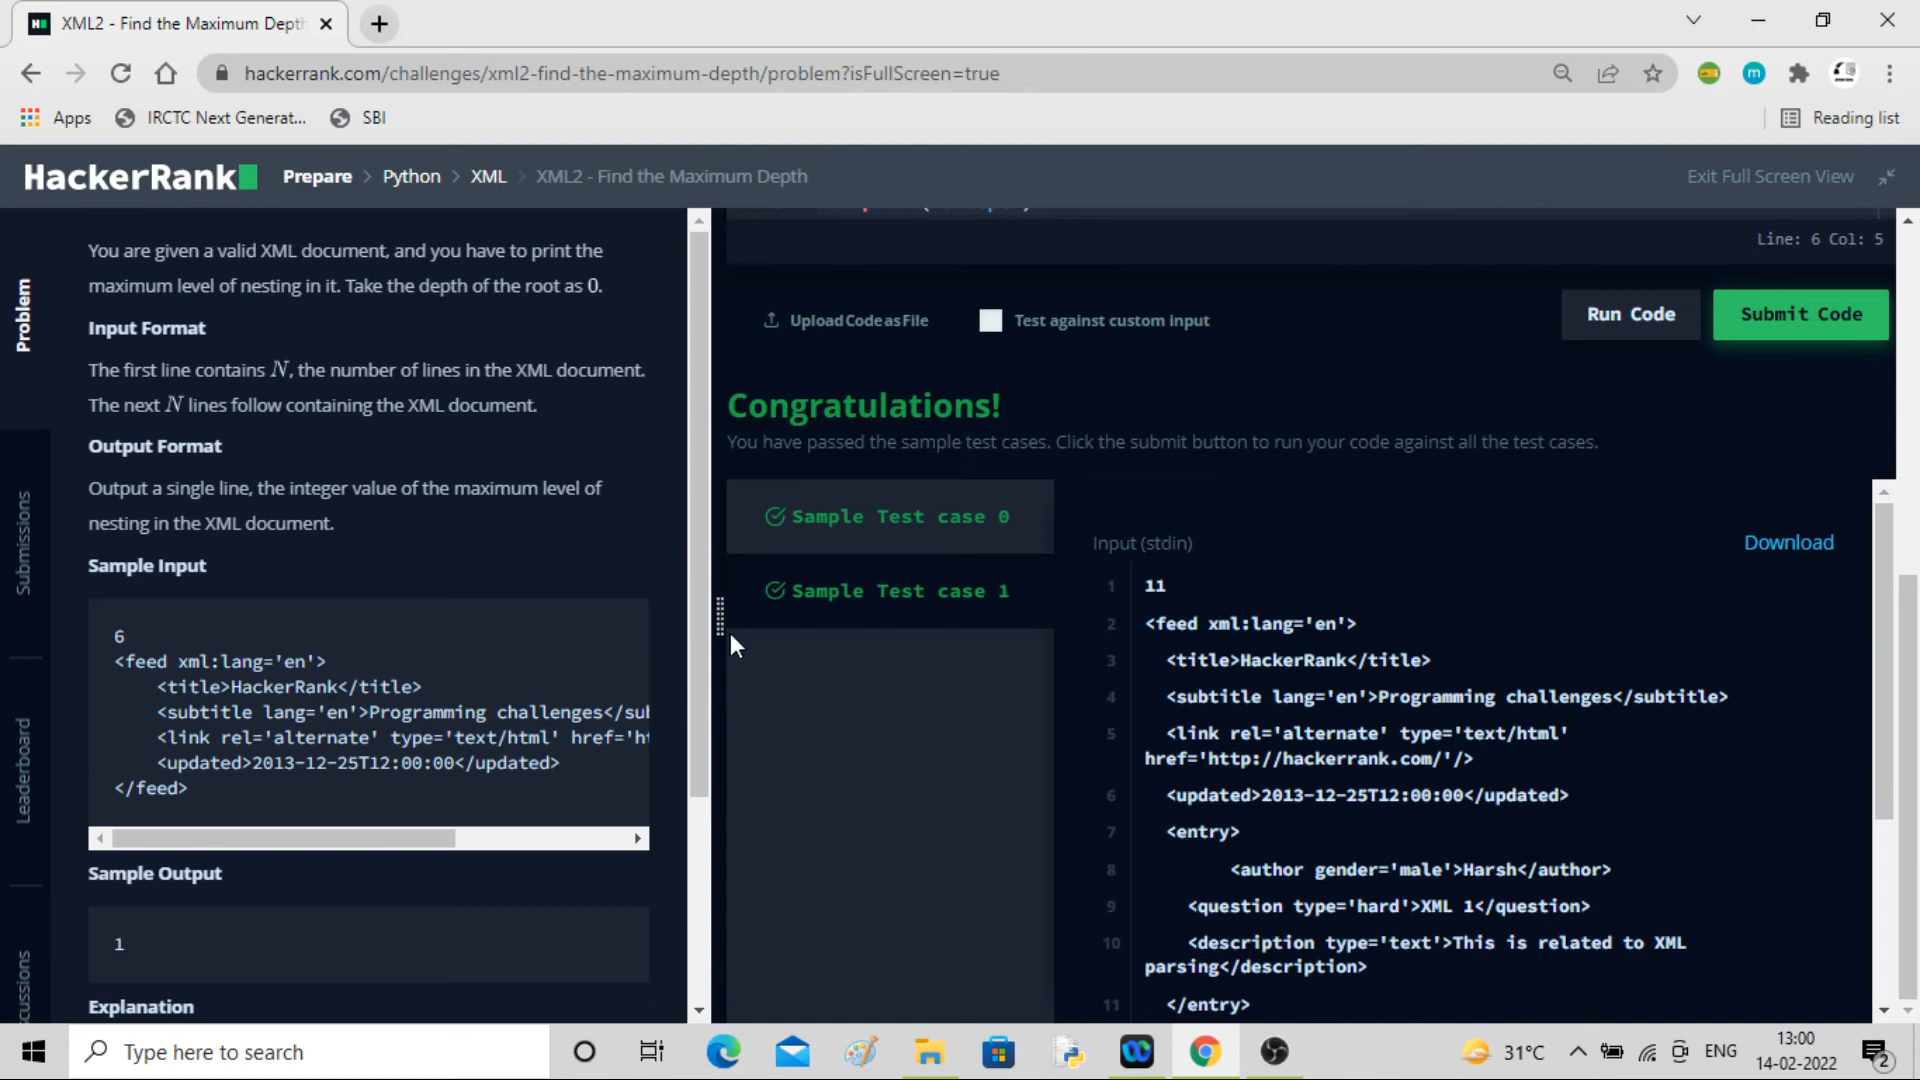 XML2 - Find the Maximum Depth
hackerrank.com/challenges/xml2-find-the-maximum-depth/problem?isFullScreen=true
m
Apps
IRCTC Next Generat...
SBI
Reading list
HackerRank
Prepare > Python > XML > XML2 - Find the Maximum Depth
Exit Full Screen View
Problem
Submissions
Leaderboard
You are given a valid XML document, and you have to print the
maximum level of nesting in it. Take the depth of the root as 0.
Input Format
The first line contains N, the number of lines in the XML document.
The next N lines follow containing the XML document.
Output Format
Output a single line, the integer value of the maximum level of
nesting in the XML document.
Sample Input
6
<feed xml:lang='en'>
<title>HackerRank</title>
<subtitle lang='en'>Programming challenges</sub
<link rel='alternate' type='text/html' href='ht
<updated>2013-12-25T12:00:00</updated>
</feed>
Sample Output
1
Explanation
Line: 6 Col: 5
Upload Code as File
Test against custom input
Run Code
Submit Code
Congratulations!
You have passed the sample test cases. Click the submit button to run your code against all the test cases.
Sample Test case 0
Sample Test case 1
Input (stdin)
Download
1 11
2 <feed xml:lang='en'>
3 <title>HackerRank</title>
4 <subtitle lang='en'>Programming challenges</subtitle>
5 <link rel='alternate' type='text/html'
href='http://hackerrank.com/'/>
6 <updated>2013-12-25T12:00:00</updated>
7 <entry>
8 <author gender='male'>Harsh</author>
9 <question type='hard'>XML 1</question>
10 <description type='text'>This is related to XML
parsing</description>
11 </entry>
Type here to search
31°C
ENG
13:00
14-02-2022
2